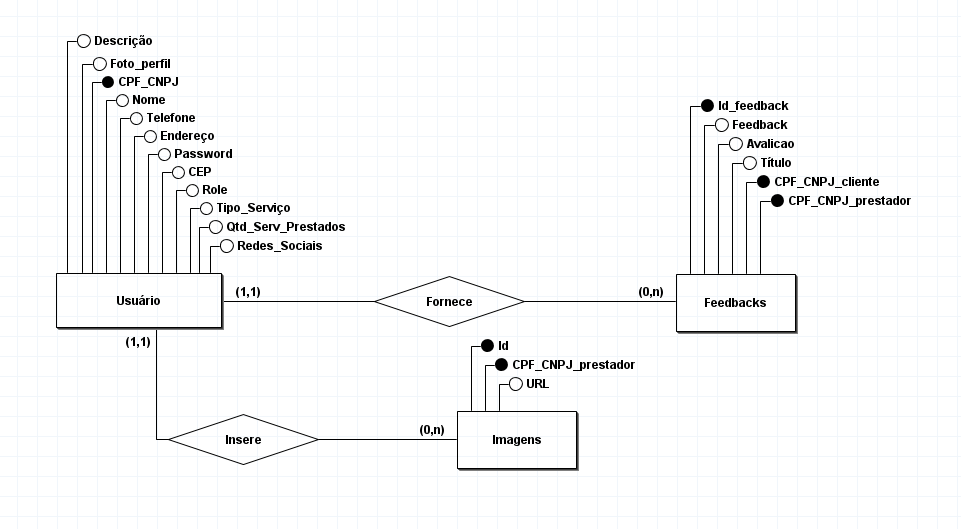 Descrição
Foto_perfil
CPF_CNPJ
Nome
Telefone
Endereço
Password
CEP
Role
Tipo_Serviço
Qtd_Serv_Prestados
Redes_Sociais
Id_feedback
Feedback
Avalicao
Título
CPF_CNPJ_cliente
CPF_CNPJ_prestador
Usuário
(1,1)
Fornece
(0,n)
Feedbacks
(1,1)
Id
CPF_CNPJ_prestador
URL
Insere
(0,n)
Imagens